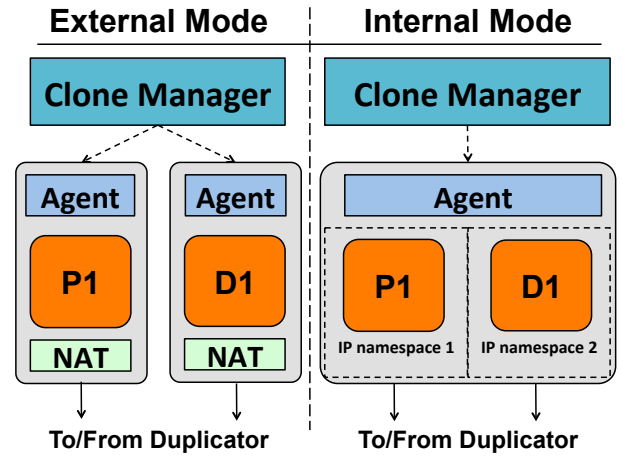 External Mode
Internal Mode
Clone Manager
Clone Manager
Agent
Agent
Agent
P1
D1
P1
D1
IP namespace 1
IP namespace 2
NAT
NAT
To/From Duplicator
To/From Duplicator